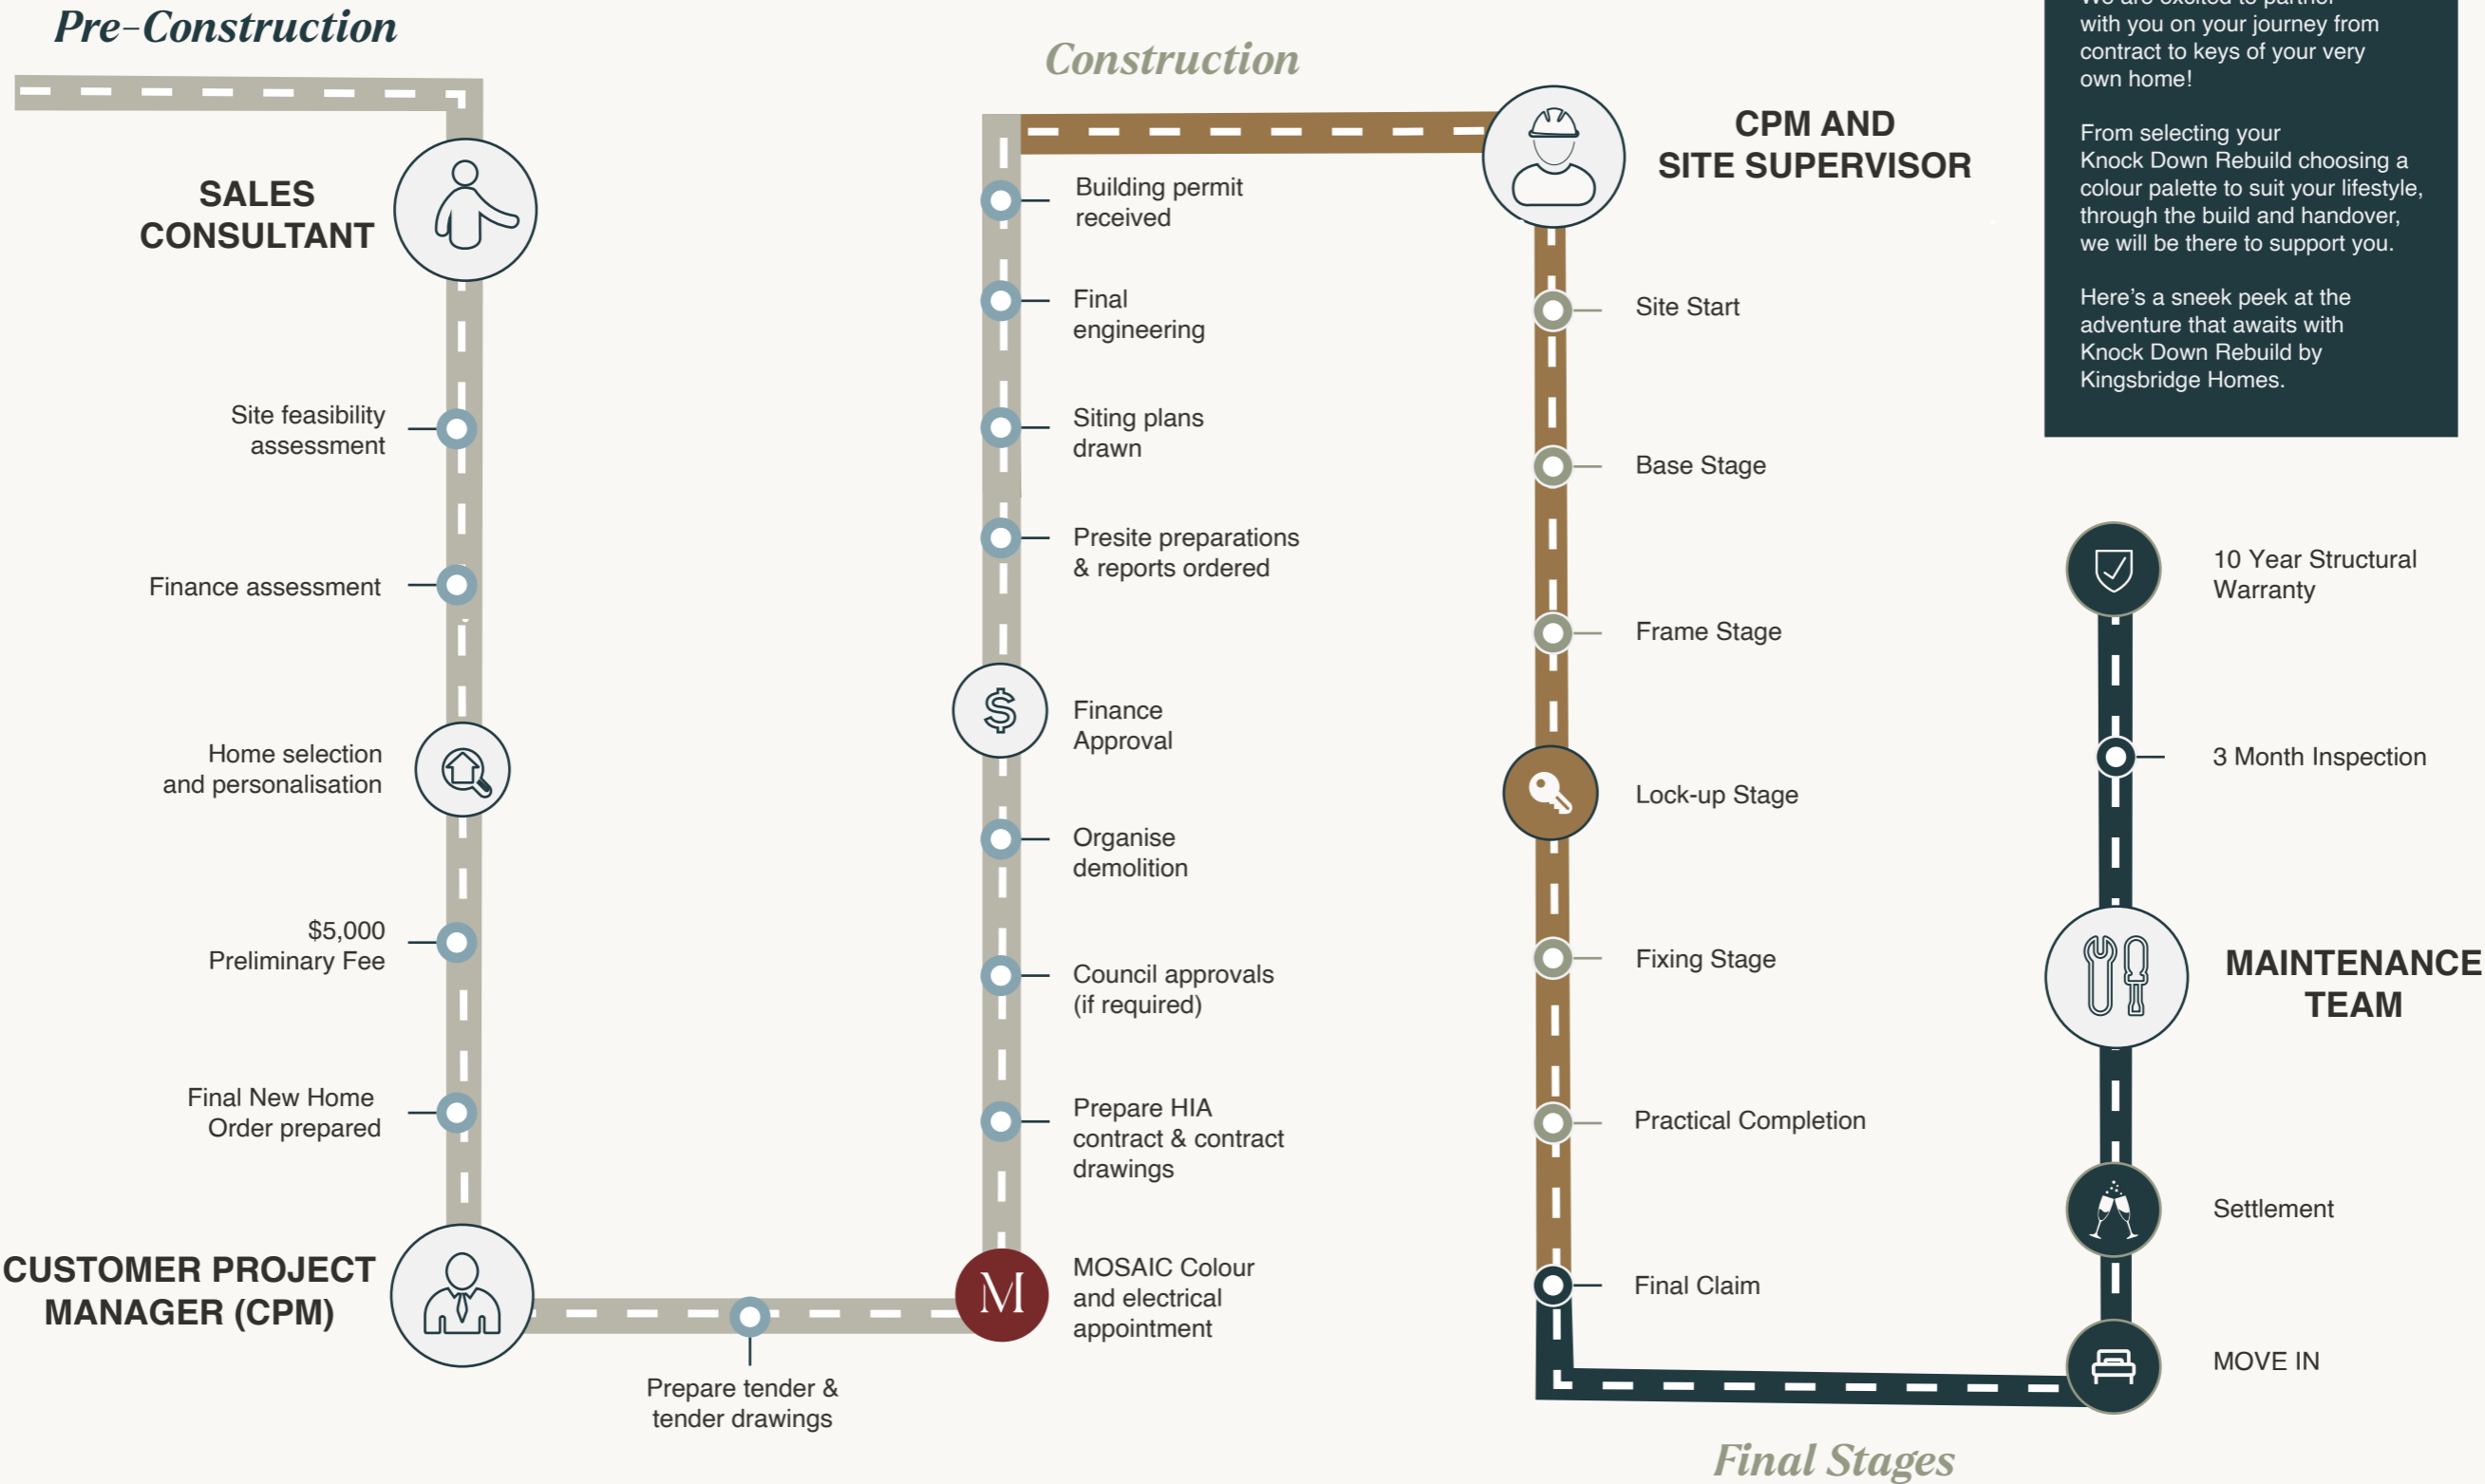 Pre-Construction
SALES
CONSULTANT
Site feasibility
assessment
Finance assessment
Home selection
and personalisation
$5,000
Preliminary Fee
Final New Home
Order prepared
CUSTOMER PROJECT
MANAGER (CPM)
Prepare tender &
tender drawings
M
MOSAIC Colour
and electrical
appointment
Prepare HIA
contract & contract
drawings
Council approvals
(if required)
Organise
demolition
$
Finance
Approval
Presite preparations
& reports ordered
Siting plans
drawn
Final
engineering
Building permit
received
Construction
CPM AND
SITE SUPERVISOR
Site Start
Base Stage
Frame Stage
Lock-up Stage
Fixing Stage
Practical Completion
Final Claim
Final Stages
MOVE IN
Settlement
MAINTENANCE
TEAM
3 Month Inspection
10 Year Structural
Warranty
We are excited to partner
with you on your journey from
contract to keys of your very
own home!
From selecting your
Knock Down Rebuild choosing a
colour palette to suit your lifestyle,
through the build and handover,
we will be there to support you.
Here's a sneek peek at the
adventure that awaits with
Knock Down Rebuild by
Kingsbridge Homes.